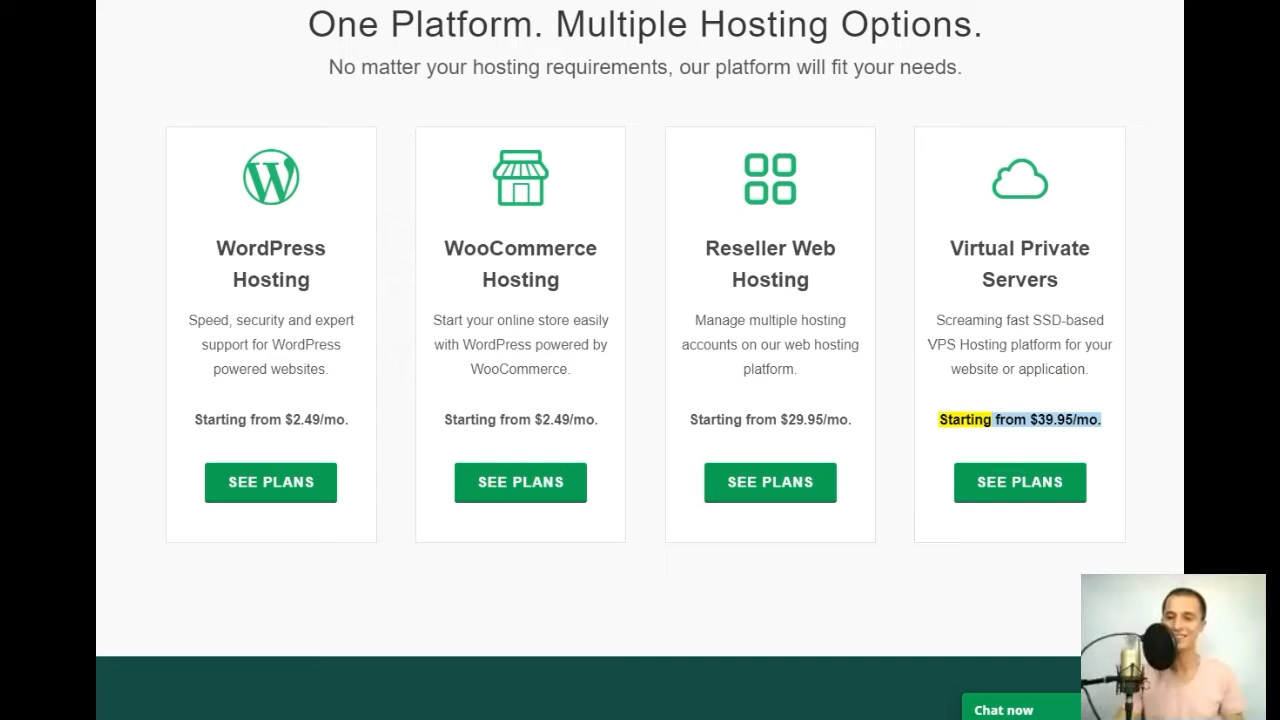 One Platform. Multiple Hosting Options.
No matter your hosting requirements, our platform will fit your needs.
WordPress
Hosting
Speed, security and expert
support for WordPress
powered websites.
Starting from $2.49/mo.
SEE PLANS
WooCommerce
Hosting
Start your online store easily
with WordPress powered by
WooCommerce.
Starting from $2.49/mo.
SEE PLANS
Reseller Web
Hosting
Manage multiple hosting
accounts on our web hosting
platform.
Starting from $29.95/mo.
SEE PLANS
Virtual Private
Servers
Screaming fast SSD-based
VPS Hosting platform for your
website or application.
Starting from $39.95/mo.
SEE PLANS
Chat now